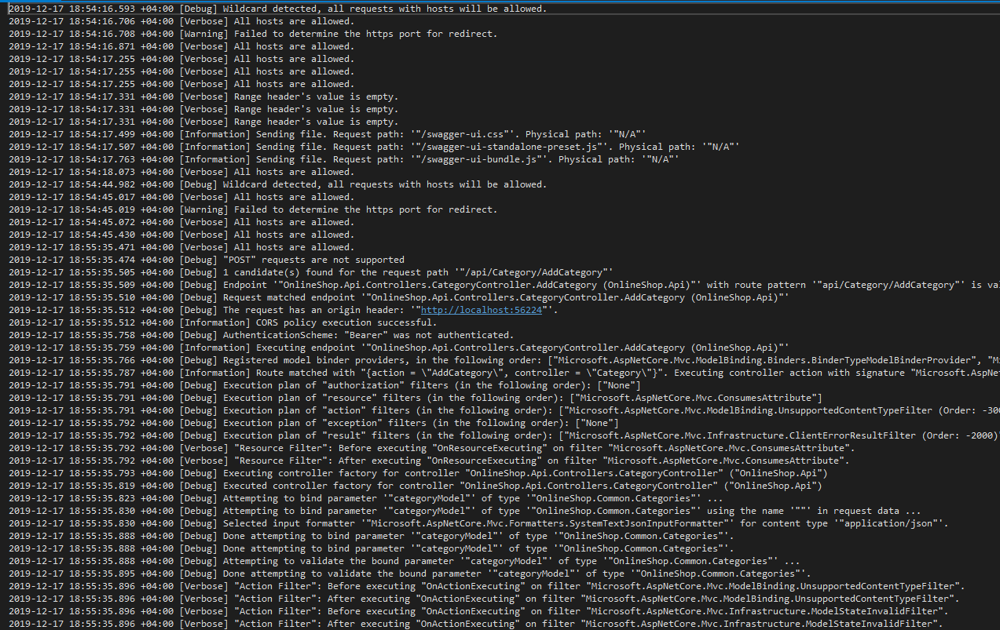 2019-12-17 18:54:16.593 +04:00 [Debug] Wildcard detected, all requests with hosts will be allowed.
2019-12-17 18:54:16.706 +04:00 [Verbose] All hosts are allowed.
2019-12-17 18:54:16.708 +04:00 [Warning] Failed to determine the https port for redirect.
2019-12-17 18:54:16.871 +04:00 [Verbose] All hosts are allowed.
2019-12-17 18:54:17.255 +04:00 [Verbose] All hosts are allowed.
2019-12-17 18:54:17.255 +04:00 [Verbose] All hosts are allowed.
2019-12-17 18:54:17.255 +04:00 [Verbose] All hosts are allowed.
2019-12-17 18:54:17.331 +04:00 [Verbose] Range header's value is empty.
2019-12-17 18:54:17.331 +04:00 [Verbose] Range header's value is empty.
2019-12-17 18:54:17.331 +04:00 [Verbose] Range header's value is empty.
2019-12-17 18:54:17.499 +04:00 [Information] Sending file. Request path: '"/swagger-ui.css"'. Physical path: '"N/A"'
2019-12-17 18:54:17.507 +04:00 [Information] Sending file. Request path: '"/swagger-ui-standalone-preset.js"'. Physical path: '"N/A"'
2019-12-17 18:54:17.763 +04:00 [Information] Sending file. Request path: '"/swagger-ui-bundle.js"'. Physical path: '"N/A"'
2019-12-17 18:54:18.073 +04:00 [Verbose] All hosts are allowed.
2019-12-17 18:54:44.982 +04:00 [Debug] Wildcard detected, all requests with hosts will be allowed.
2019-12-17 18:54:45.017 +04:00 [Verbose] All hosts are allowed.
2019-12-17 18:54:45.019 +04:00 [Warning] Failed to determine the https port for redirect.
2019-12-17 18:54:45.072 +04:00 [Verbose] All hosts are allowed.
2019-12-17 18:54:45.430 +04:00 [Verbose] All hosts are allowed.
2019-12-17 18:55:35.471 +04:00 [Verbose] All hosts are allowed.
2019-12-17 18:55:35.474 +04:00 [Debug] "POST" requests are not supported
2019-12-17 18:55:35.505 +04:00 [Debug] 1 candidate(s) found for the request path '"/api/Category/AddCategory"'
2019-12-17 18:55:35.509 +04:00 [Debug] Endpoint '"OnlineShop.Api.Controllers.CategoryController.AddCategory (OnlineShop.Api)"' with route pattern '"api/Category/AddCategory"' is val
2019-12-17 18:55:35.510 +04:00 [Debug] Request matched endpoint '"OnlineShop.Api.Controllers.CategoryController.AddCategory (OnlineShop.Api)"'
2019-12-17 18:55:35.512 +04:00 [Debug] The request has an origin header: '"http://localhost:56224"'.
2019-12-17 18:55:35.512 +04:00 [Information] CORS policy execution successful.
2019-12-17 18:55:35.758 +04:00 [Debug] AuthenticationScheme: "Bearer" was not authenticated.
2019-12-17 18:55:35.759 +04:00 [Information] Executing endpoint '"OnlineShop.Api.Controllers.CategoryController.AddCategory (OnlineShop.Api)"'
2019-12-17 18:55:35.766 +04:00 [Debug] Registered model binder providers, in the following order: ["Microsoft.AspNetCore.Mvc.ModelBinding.Binders.BinderTypeModelBinderProvider", "Mi
2019-12-17 18:55:35.787 +04:00 [Information] Route matched with "{action = \"AddCategory\", controller = \"Category\"}". Executing controller action with signature "Microsoft.AspNe
2019-12-17 18:55:35.791 +04:00 [Debug] Execution plan of "authorization" filters (in the following order): ["None"]
2019-12-17 18:55:35.791 +04:00 [Debug] Execution plan of "resource" filters (in the following order): ["Microsoft.AspNetCore.Mvc.ConsumesAttribute"]
2019-12-17 18:55:35.791 +04:00 [Debug] Execution plan of "action" filters (in the following order): ["Microsoft.AspNetCore.Mvc.ModelBinding.UnsupportedContentTypeFilter (Order: -300
2019-12-17 18:55:35.792 +04:00 [Debug] Execution plan of "exception" filters (in the following order): ["None"]
2019-12-17 18:55:35.792 +04:00 [Debug] Execution plan of "result" filters (in the following order): ["Microsoft.AspNetCore.Mvc.Infrastructure.ClientErrorResultFilter (Order: -2000)"
2019-12-17 18:55:35.792 +04:00 [Verbose] "Resource Filter": Before executing "OnResourceExecuting" on filter "Microsoft.AspNetCore.Mvc.ConsumesAttribute".
2019-12-17 18:55:35.792 +04:00 [Verbose] "Resource Filter": After executing "OnResourceExecuting" on filter "Microsoft.AspNetCore.Mvc.ConsumesAttribute".
2019-12-17 18:55:35.793 +04:00 [Debug] Executing controller factory for controller "OnlineShop.Api.Controllers.CategoryController" ("OnlineShop.Api")
2019-12-17 18:55:35.819 +04:00 [Debug] Executed controller factory for controller "OnlineShop.Api.Controllers.CategoryController" ("OnlineShop.Api")
2019-12-17 18:55:35.823 +04:00 [Debug] Attempting to bind parameter '"categoryModel"' of type '"OnlineShop.Common.Categories"' ...
2019-12-17 18:55:35.830 +04:00 [Debug] Attempting to bind parameter '"categoryModel"' of type '"OnlineShop.Common.Categories"' using the name '""' in request data ...
2019-12-17 18:55:35.830 +04:00 [Debug] Selected input formatter '"Microsoft.AspNetCore.Mvc.Formatters.SystemTextJsonInputFormatter"' for content type '"application/json"'.
2019-12-17 18:55:35.888 +04:00 [Debug] Done attempting to bind parameter '"categoryModel"' of type '"OnlineShop.Common.Categories"'.
2019-12-17 18:55:35.888 +04:00 [Debug] Done attempting to bind parameter '"categoryModel"' of type '"OnlineShop.Common.Categories"'.
2019-12-17 18:55:35.888 +04:00 [Debug] Attempting to validate the bound parameter '"categoryModel"' of type '"OnlineShop.Common.Categories"' ...
2019-12-17 18:55:35.895 +04:00 [Debug] Done attempting to validate the bound parameter '"categoryModel"' of type '"OnlineShop.Common.Categories"'.
2019-12-17 18:55:35.896 +04:00 [Verbose] "Action Filter": Before executing "OnActionExecuting" on filter "Microsoft.AspNetCore.Mvc.ModelBinding.UnsupportedContentTypeFilter".
2019-12-17 18:55:35.896 +04:00 [Verbose] "Action Filter": After executing "OnActionExecuting" on filter "Microsoft.AspNetCore.Mvc.ModelBinding.UnsupportedContentTypeFilter".
2019-12-17 18:55:35.896 +04:00 [Verbose] "Action Filter": Before executing "OnActionExecuting" on filter "Microsoft.AspNetCore.Mvc.Infrastructure.ModelStateInvalidFilter".
2019-12-17 18:55:35.896 +04:00 [Verbose] "Action Filter": After executing "OnActionExecuting" on filter "Microsoft.AspNetCore.Mvc.Infrastructure.ModelStateInvalidFilter".